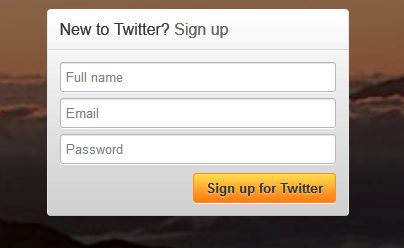 New to Twitter? Sign up
Full name
Email
Password
Sign up for Twitter